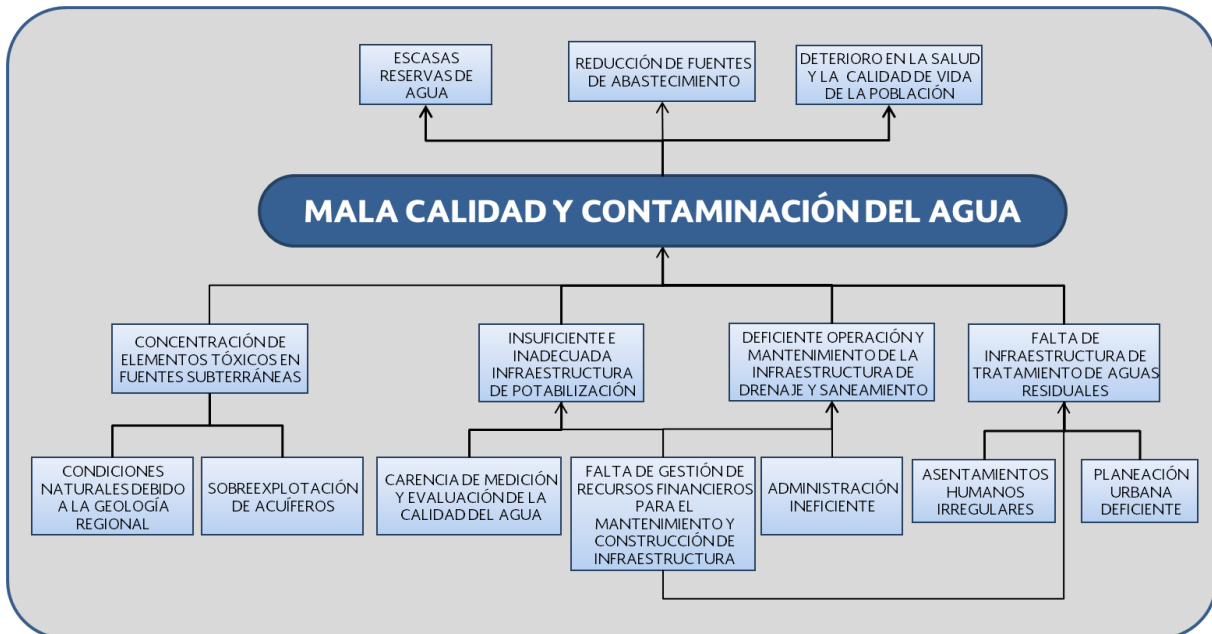 ESCASAS
RESERVAS DE
AGUA
REDUCCIÓN DE FUENTES
DE ABASTECIMIENTO
DETERIORO EN LA SALUD
Y LA CALIDAD DE VIDA
DE LA POBLACIÓN
MALA CALIDAD Y CONTAMINACIÓN DEL AGUA
CONCENTRACIÓN DE
ELEMENTOS TÓXICOS EN
FUENTES SUBTERRÁNEAS
INSUFICIENTE E
INADECUADA
INFRAESTRUCTURA
DE POTABILIZACIÓN
DEFICIENTE OPERACIÓN Y
MANTENIMIENTO DE LA
INFRAESTRUCTURA DE
DRENAJE Y SANEAMIENTO
FALTA DE
INFRAESTRUCTURA DE
TRATAMIENTO DE AGUAS
RESIDUALES
CONDICIONES
NATURALES DEBIDO
A LA GEOLOGÍA
REGIONAL
SOBREEXPLOTACIÓN
DE ACUÍFEROS
CARENCIA DE MEDICIÓN
Y EVALUACIÓN DE LA
CALIDAD DEL AGUA
FALTA DE GESTIÓN DE
RECURSOS FINANCIEROS
PARA EL
MANTENIMIENTO Y
CONSTRUCCIÓN DE
INFRAESTRUCTURA
ADMINISTRACIÓN
INEFICIENTE
ASENTAMIENTOS
HUMANOS
IRREGULARES
PLANEACIÓN
URBANA
DEFICIENTE